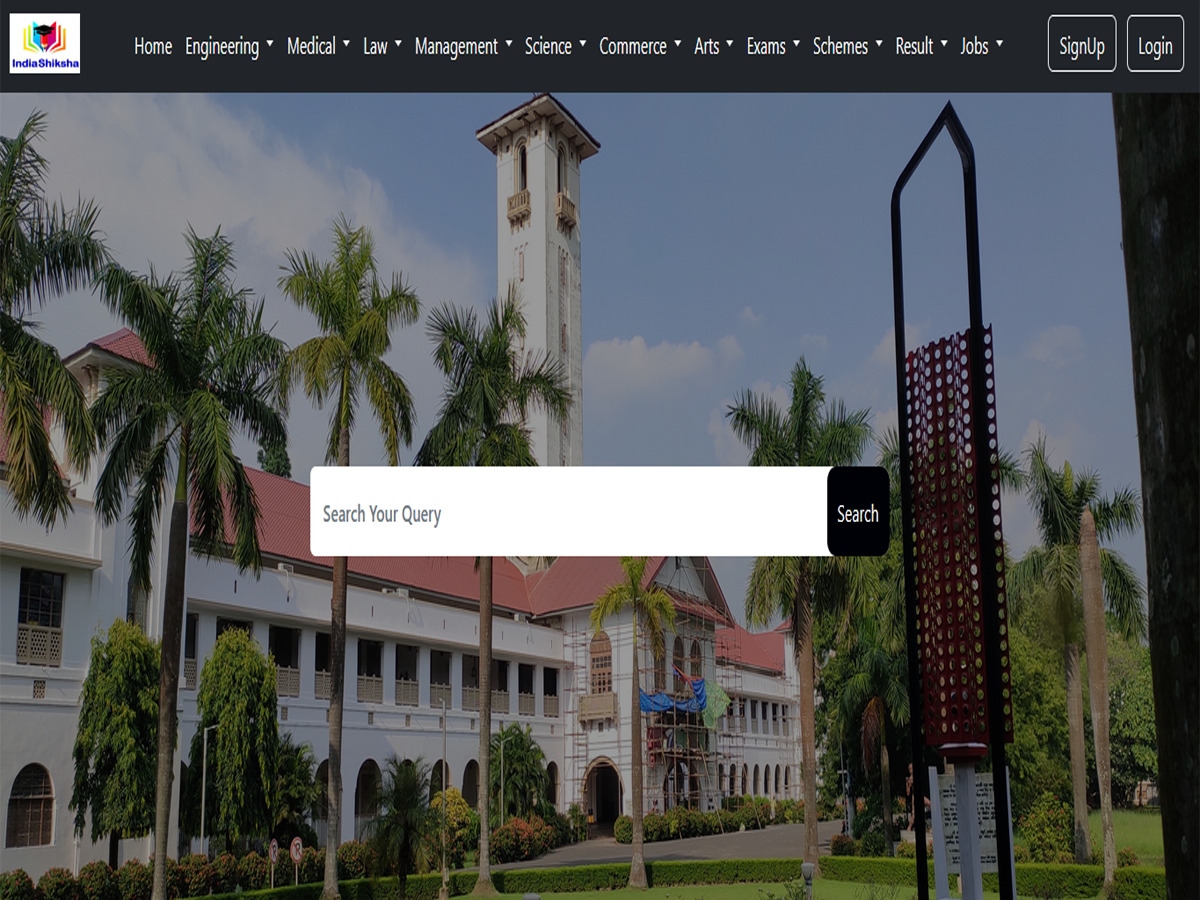 IndiaShiksha
Home Engineering Medical Law Management Science Commerce Arts Exams Schemes Result Jobs SignUp Login
Search Your Query Search